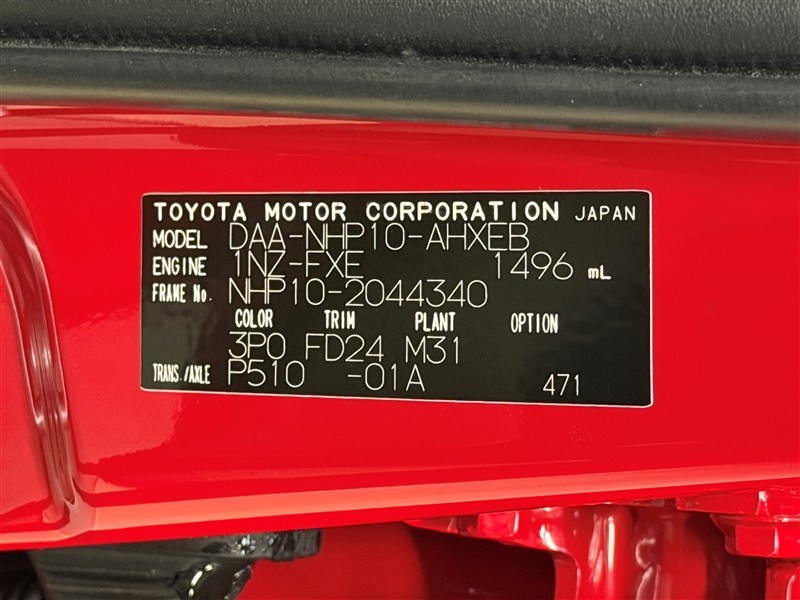 TOYOTA MOTOR CORPORATION JAPAN
MODEL DAA-NHP10-AHXEB
ENGINE 1NZ-FXE 1496 mL
FRAME No. NHP10-2044340
COLOR TRIM PLANT OPTION
3P0 FD24 M31
TRANS./AXLE P510 -01A 471